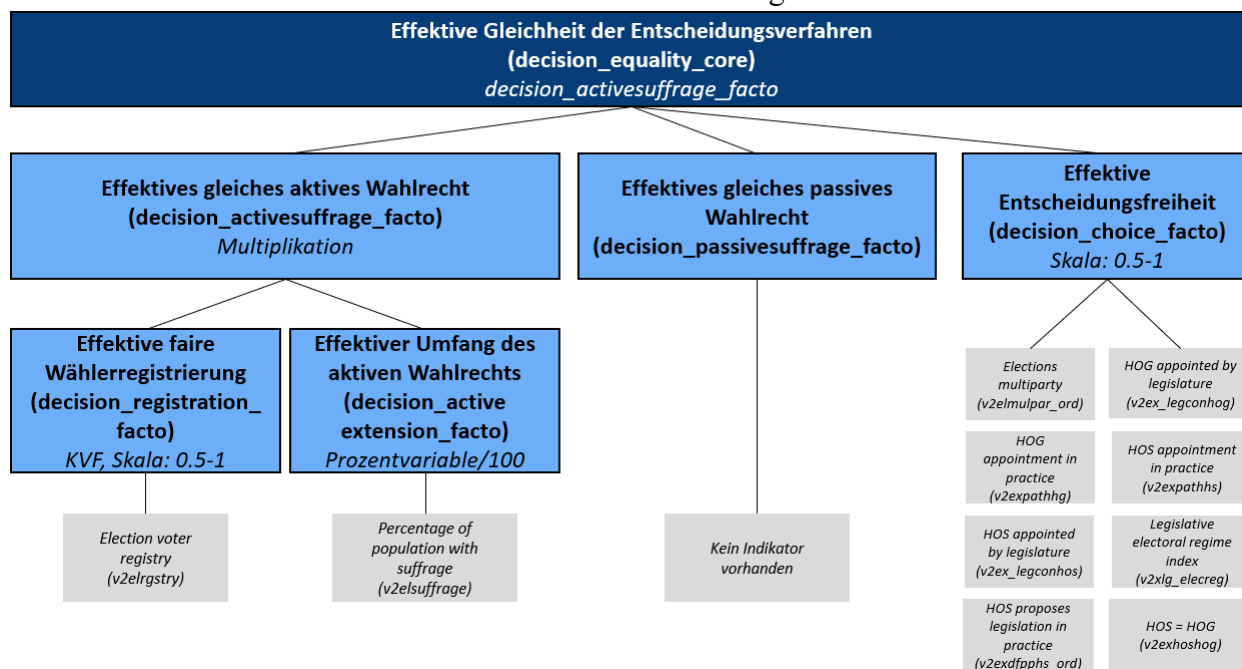 Effektive Gleichheit der Entscheidungsverfahren
(decision_equality_core)
decision_activesuffrage_facto
Effektives gleiches aktives Wahlrecht
(decision_activesuffrage_facto)
Multiplikation
Effektives gleiches passives
Wahlrecht
(decision_passivesuffrage_facto)
Effektive
Entscheidungsfreiheit
(decision_choice_facto)
Skala: 0.5-1
Effektive faire
Wählerregistrierung
(decision_registration_
facto)
KVF, Skala: 0.5-1
Effektiver Umfang des
aktiven Wahlrechts
(decision_active
extension_facto)
Prozentvariable/100
Election voter
registry
(v2elrgstry)
Percentage of
population with
suffrage
(v2elsuffrage)
Kein Indikator
vorhanden
Elections
multiparty
(v2elmulpar_ord)
HOG appointed by
legislature
(v2ex_legconhog)
HOG
appointment in
practice
(v2expathhg)
HOS appointment
in practice
(v2expathhs)
HOS appointed
by legislature
(v2ex_legconhos)
Legislative
electoral regime
index
(v2xlg_elecreg)
HOS proposes
legislation in
practice
(v2exdfpphs_ord)
HOS = HOG
(v2exhoshog)